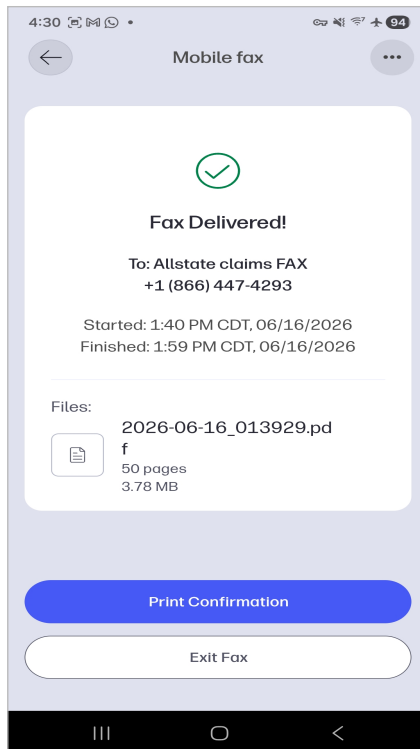 4:30
94
Mobile fax
Fax Delivered!
To: Allstate claims FAX
+1 (866) 447-4293
Started: 1:40 PM CDT, 06/16/2026
Finished: 1:59 PM CDT, 06/16/2026
Files:
2026-06-16_013929.pd
f
50 pages
3.78 MB
Print Confirmation
Exit Fax